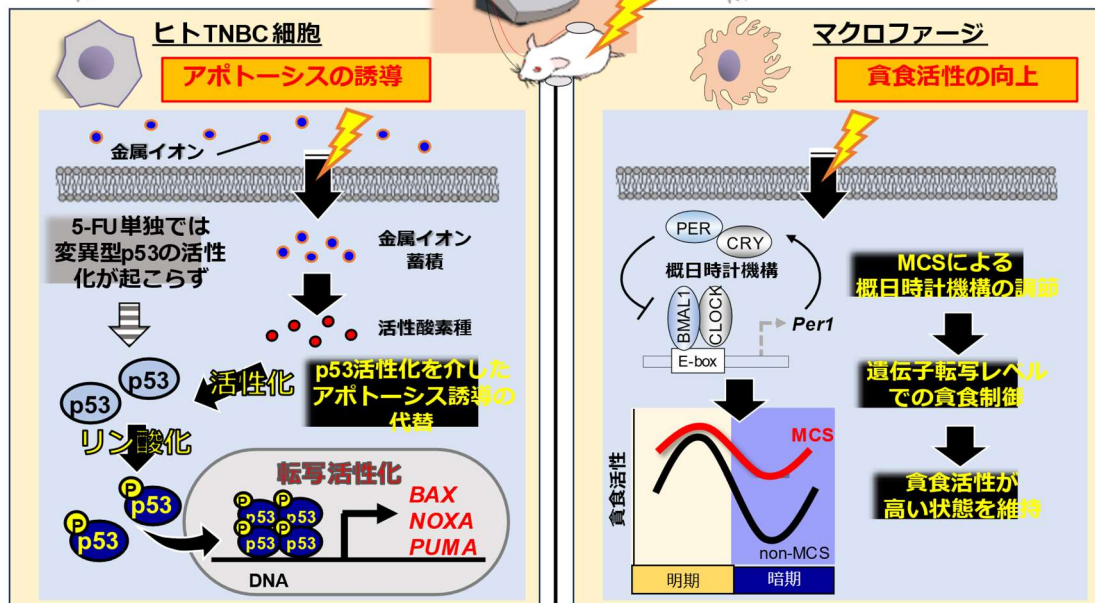 ヒトTNBC細胞
アポトーシスの誘導
金属イオン
5-FU単独では
変異型p53の活性
化が起こらず
金属イオン
蓄積
活性酸素種
p53
p53
活性化
p53活性化を介した
アポトーシス誘導の
代替
リン酸化
P
p53
P
p53
転写活性化
P
P
p53
p53
P
P
p53
p53
BAX
NOXA
PUMA
DNA
マクロファージ
貪食活性の向上
PER
CRY
概日時計機構
BMAL1
CLOCK
Per1
E-box
MCSによる
概日時計機構の調節
遺伝子転写レベル
での貪食制御
貪食活性が
高い状態を維持
貪食活性
MCS
non-MCS
明期
暗期